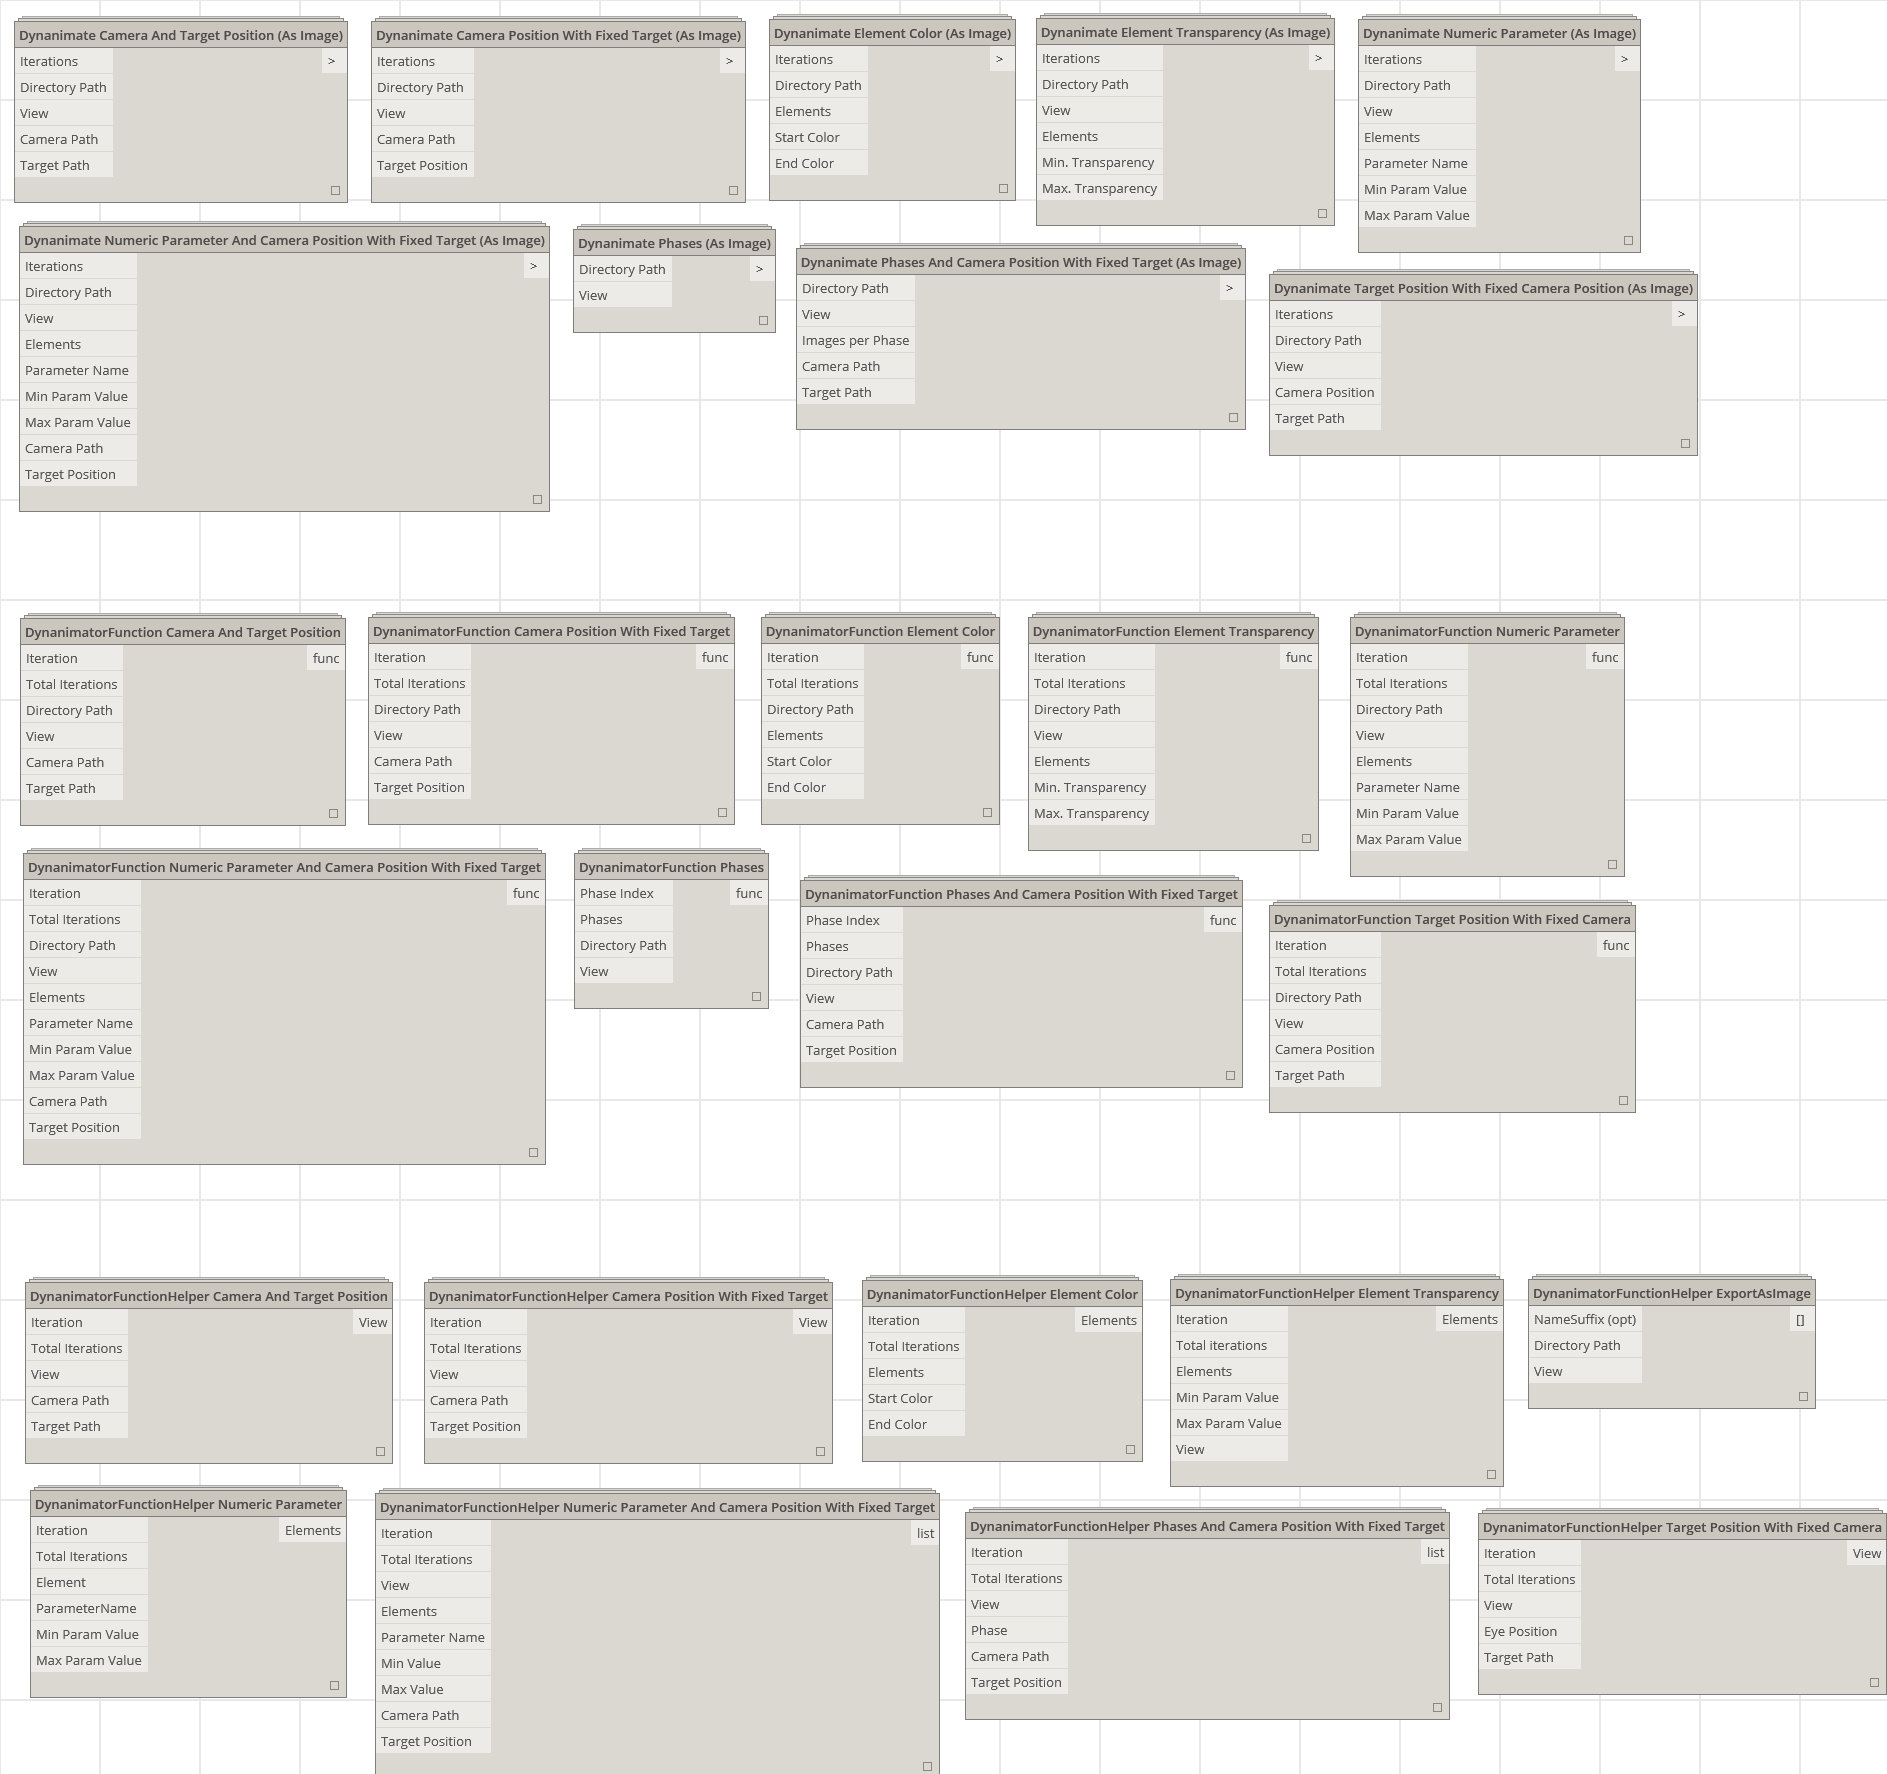 Dynanimate Camera And Target Position (As Image)
Iterations
>
Directory Path
View
Camera Path
Target Path
Dynanimate Camera Position With Fixed Target (As Image)
Iterations
>
Directory Path
View
Camera Path
Target Position
Dynanimate Element Color (As Image)
Iterations
>
Directory Path
Elements
Start Color
End Color
Dynanimate Element Transparency (As Image)
Iterations
>
Directory Path
View
Elements
Min. Transparency
Max. Transparency
Dynanimate Numeric Parameter (As Image)
Iterations
>
Directory Path
View
Elements
Parameter Name
Min Param Value
Max Param Value
Dynanimate Numeric Parameter And Camera Position With Fixed Target (As Image)
Iterations
>
Directory Path
View
Elements
Parameter Name
Min Param Value
Max Param Value
Camera Path
Target Position
Dynanimate Phases (As Image)
Directory Path
>
View
Dynanimate Phases And Camera Position With Fixed Target (As Image)
Directory Path
>
View
Images per Phase
Camera Path
Target Path
Dynanimate Target Position With Fixed Camera Position (As Image)
Iterations
>
Directory Path
View
Camera Position
Target Path
DynanimatorFunction Camera And Target Position
Iteration
func
Total Iterations
Directory Path
View
Camera Path
Target Path
DynanimatorFunction Camera Position With Fixed Target
Iteration
func
Total Iterations
Directory Path
View
Camera Path
Target Position
DynanimatorFunction Element Color
Iteration
func
Total Iterations
Directory Path
Elements
Start Color
End Color
DynanimatorFunction Element Transparency
Iteration
func
Total Iterations
Directory Path
View
Elements
Min. Transparency
Max. Transparency
DynanimatorFunction Numeric Parameter
Iteration
func
Total Iterations
Directory Path
View
Elements
Parameter Name
Min Param Value
Max Param Value
DynanimatorFunction Numeric Parameter And Camera Position With Fixed Target
Iteration
func
Total Iterations
Directory Path
View
Elements
Parameter Name
Min Param Value
Max Param Value
Camera Path
Target Position
DynanimatorFunction Phases
Phase Index
func
Phases
Directory Path
View
DynanimatorFunction Phases And Camera Position With Fixed Target
Phase Index
func
Phases
Directory Path
View
Camera Path
Target Position
DynanimatorFunction Target Position With Fixed Camera
Iteration
func
Total Iterations
Directory Path
View
Camera Position
Target Path
DynanimatorFunctionHelper Camera And Target Position
Iteration
View
Total Iterations
View
Camera Path
Target Path
DynanimatorFunctionHelper Camera Position With Fixed Target
Iteration
View
Total Iterations
View
Camera Path
Target Position
DynanimatorFunctionHelper Element Color
Iteration
Elements
Total Iterations
Elements
Start Color
End Color
DynanimatorFunctionHelper Element Transparency
Iteration
Elements
Total iterations
Elements
Min Param Value
Max Param Value
View
DynanimatorFunctionHelper ExportAsImage
NameSuffix (opt)
[]
Directory Path
View
DynanimatorFunctionHelper Numeric Parameter
Iteration
Elements
Total Iterations
Element
ParameterName
Min Param Value
Max Param Value
DynanimatorFunctionHelper Numeric Parameter And Camera Position With Fixed Target
Iteration
list
Total Iterations
View
Elements
Parameter Name
Min Value
Max Value
Camera Path
Target Position
DynanimatorFunctionHelper Phases And Camera Position With Fixed Target
Iteration
list
Total Iterations
View
Phase
Camera Path
Target Position
DynanimatorFunctionHelper Target Position With Fixed Camera
Iteration
View
Total Iterations
View
Eye Position
Target Path